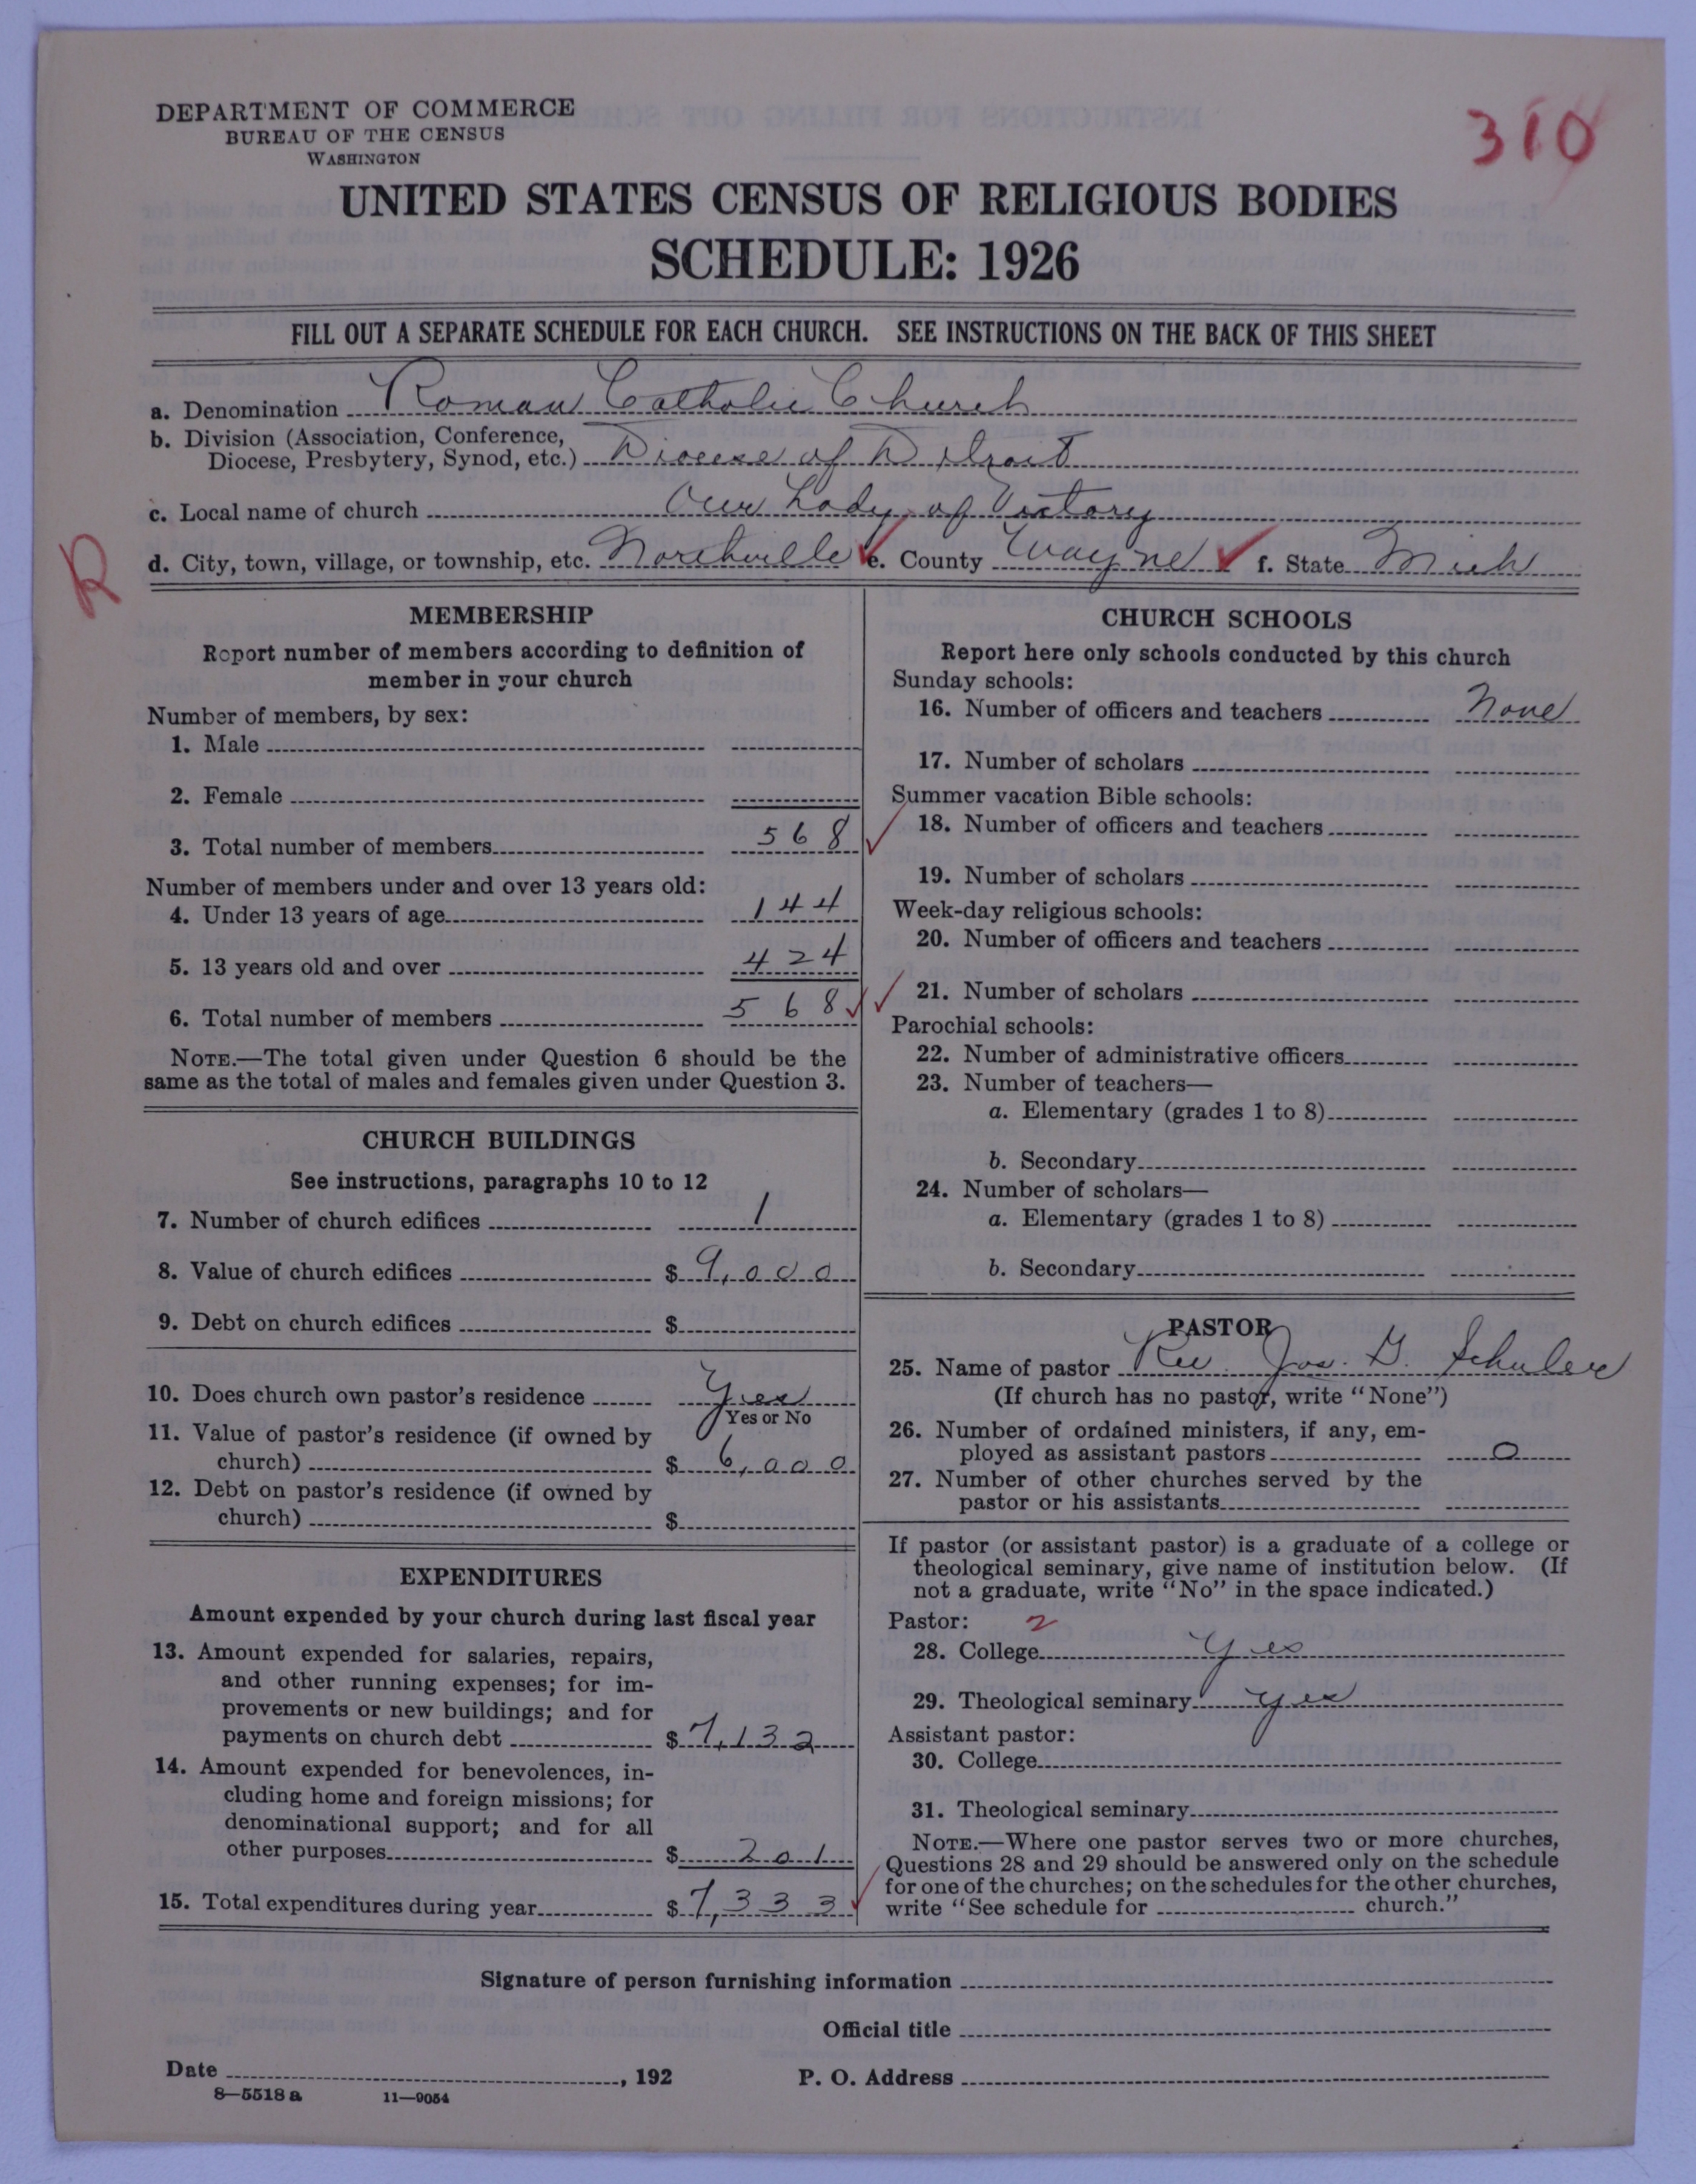 DEPARTMENT OF COMMERCE
BUREAU OF THE CENSUS
WASHINGTON
310
UNITED STATES CENSUS OF RELIGIOUS BODIES
SCHEDULE: 1926
FILL OUT A SEPARATE SCHEDULE FOR EACH CHURCH. SEE INSTRUCTIONS ON THE BACK OF THIS SHEET
a. Denomination Roman Catholic Church
b. Division (Association, Conference,
Diocese, Presbytery, Synod, etc.) Diocese of Detroit
c. Local name of church Our Lady of Victory
R
d. City, town, village, or township, etc. Northville e. County Wayne f. State Mich
MEMBERSHIP
Report number of members according to definition of
member in your church
Number of members, by sex:
1. Male
2. Female
3. Total number of members 568
Number of members under and over 13 years old:
4. Under 13 years of age 144
5. 13 years old and over 424
6. Total number of members 568
NOTE.—The total given under Question 6 should be the
same as the total of males and females given under Question 3.
CHURCH BUILDINGS
See instructions, paragraphs 10 to 12
7. Number of church edifices 1
8. Value of church edifices $ 9,000
9. Debt on church edifices $
10. Does church own pastor's residence Yes
Yes or No
11. Value of pastor's residence (if owned by
church) $ 6,000
12. Debt on pastor's residence (if owned by
church) $
EXPENDITURES
Amount expended by your church during last fiscal year
13. Amount expended for salaries, repairs,
and other running expenses; for im-
provements or new buildings; and for
payments on church debt $ 7,132
14. Amount expended for benevolences, in-
cluding home and foreign missions; for
denominational support; and for all
other purposes $ 201
15. Total expenditures during year $ 7,333
CHURCH SCHOOLS
Report here only schools conducted by this church
Sunday schools:
16. Number of officers and teachers None
17. Number of scholars
Summer vacation Bible schools:
18. Number of officers and teachers
19. Number of scholars
Week-day religious schools:
20. Number of officers and teachers
21. Number of scholars
Parochial schools:
22. Number of administrative officers
23. Number of teachers—
a. Elementary (grades 1 to 8)
b. Secondary
24. Number of scholars—
a. Elementary (grades 1 to 8)
b. Secondary
PASTOR
25. Name of pastor Rev. Jos. G. Schuler
(If church has no pastor, write "None")
26. Number of ordained ministers, if any, em-
ployed as assistant pastors 0
27. Number of other churches served by the
pastor or his assistants
If pastor (or assistant pastor) is a graduate of a college or
theological seminary, give name of institution below. (If
not a graduate, write "No" in the space indicated.)
Pastor: 2
28. College Yes
29. Theological seminary Yes
Assistant pastor:
30. College
31. Theological seminary
NOTE.—Where one pastor serves two or more churches,
Questions 28 and 29 should be answered only on the schedule
for one of the churches; on the schedules for the other churches,
write "See schedule for church."
Signature of person furnishing information
Official title
Date , 192 P. O. Address
8—5518 a 11—9054